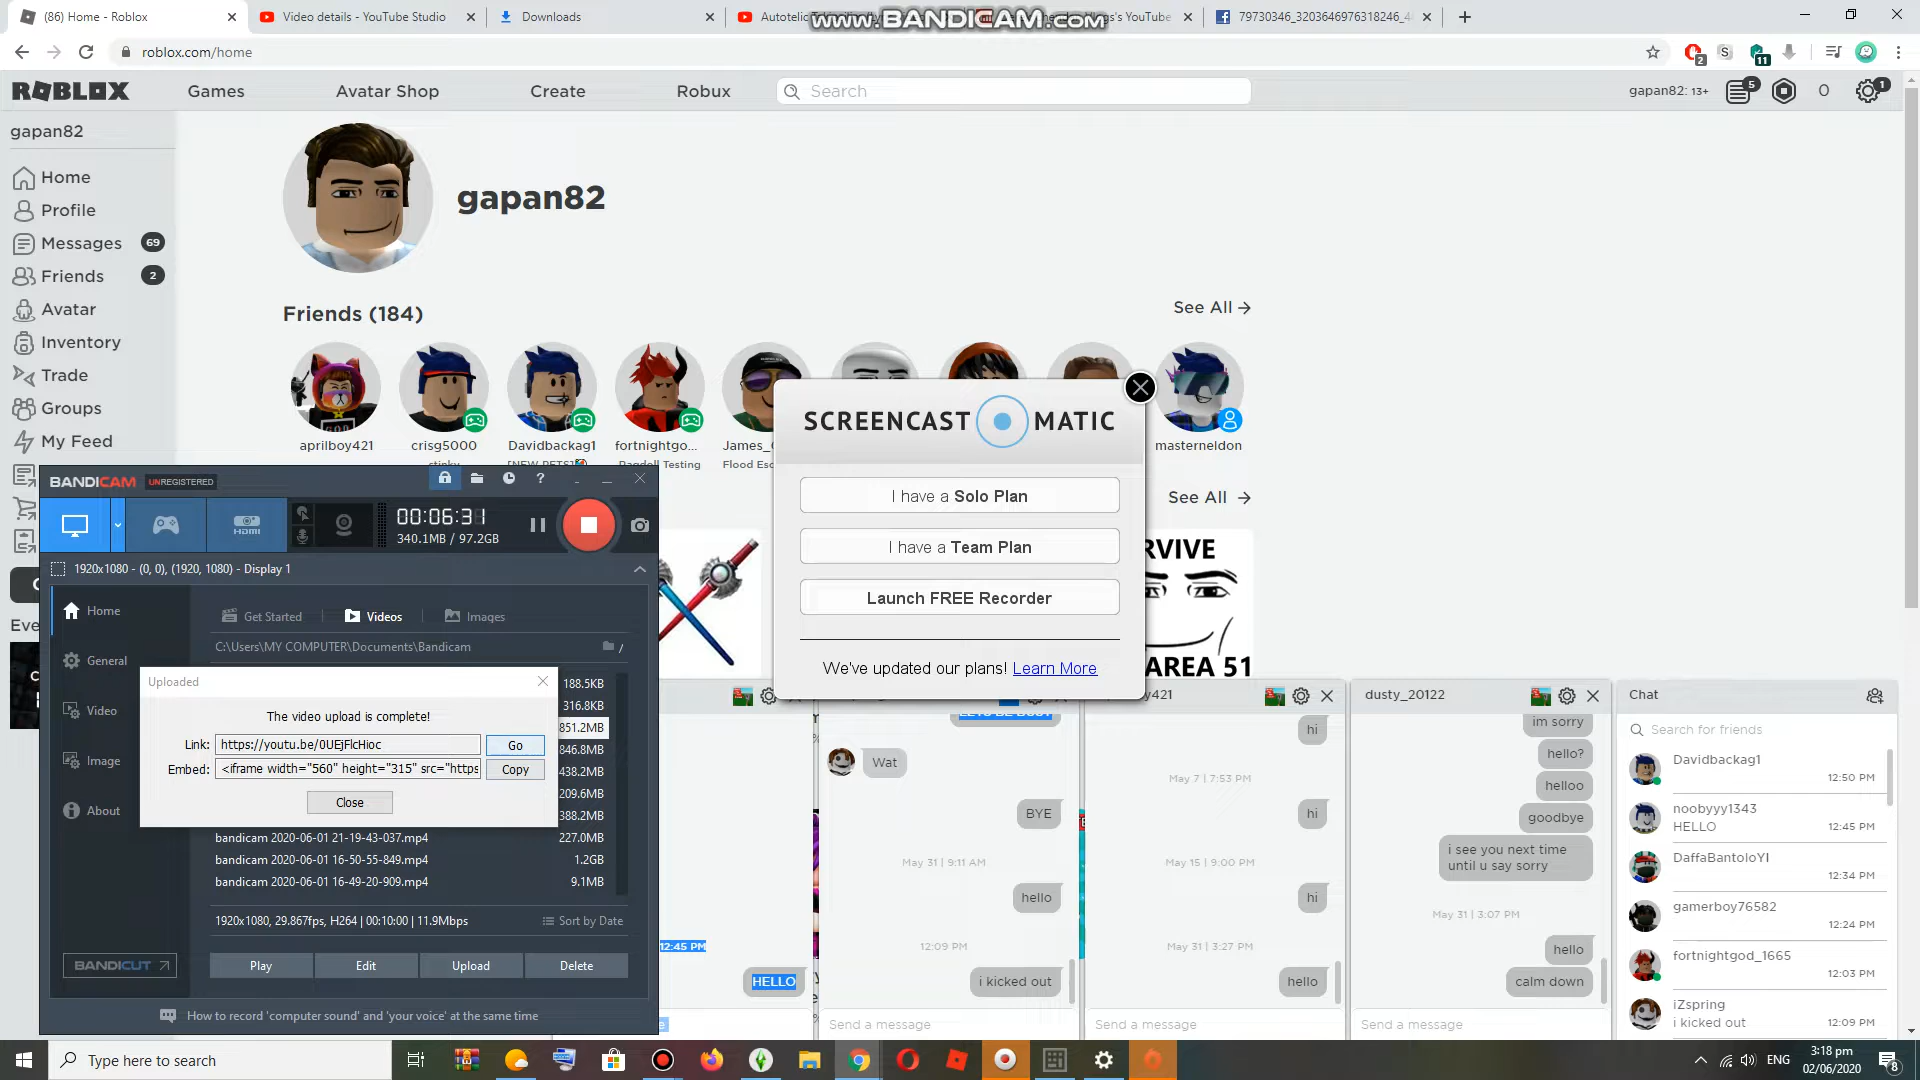 (86) Home - Roblox
Video details - YouTube Studio
Downloads
WWW.BANDICAM.COM
's YouTube
79730346_3203646976318246_4
roblox.com/home
2
11
ROBLOX
Games
Avatar Shop
Create
Robux
Search
gapan82: 13+
5
0
1
gapan82
Home
Profile
Messages
69
Friends
2
Avatar
Inventory
Trade
Groups
My Feed
Eve
gapan82
Friends (184)
See All
aprilboy421
crisg5000
Davidbackag1
fortnightgo...
masterneldon
Ragdoll Testing
Flood Esc
See All
RVIVE
AREA 51
SCREENCAST MATIC
I have a Solo Plan
I have a Team Plan
Launch FREE Recorder
We've updated our plans! Learn More
BANDICAM
UNREGISTERED
00:06:31
340.1MB / 97.2GB
HDMI
1920x1080 - (0, 0), (1920, 1080) - Display 1
Home
General
Video
Image
About
Get Started
Videos
Images
C:\Users\MY COMPUTER\Documents\Bandicam
188.5KB
316.8KB
851.2MB
846.8MB
438.2MB
209.6MB
388.2MB
Uploaded
The video upload is complete!
Link:
https://youtu.be/0UEjFlcHioc
Go
Embed:
<iframe width="560" height="315" src="https
Copy
Close
bandicam 2020-06-01 21-19-43-037.mp4
227.0MB
bandicam 2020-06-01 16-50-55-849.mp4
1.2GB
bandicam 2020-06-01 16-49-20-909.mp4
9.1MB
1920x1080, 29.867fps, H264 | 00:10:00 | 11.9Mbps
Sort by Date
BANDICUT
Play
Edit
Upload
Delete
How to record 'computer sound' and 'your voice' at the same time
12:45 PM
HELLO
Wat
BYE
May 31 | 9:11 AM
hello
12:09 PM
i kicked out
Send a message
y421
hi
May 7 | 7:53 PM
hi
May 15 | 9:00 PM
hi
May 31 | 3:27 PM
hello
Send a message
dusty_20122
im sorry
hello?
helloo
goodbye
i see you next time
until u say sorry
May 31 | 3:07 PM
hello
calm down
Send a message
Chat
Search for friends
Davidbackag1
12:50 PM
noobyyy1343
HELLO
12:45 PM
DaffaBantoloYI
12:34 PM
gamerboy76582
12:24 PM
fortnightgod_1665
12:03 PM
iZspring
i kicked out
12:09 PM
Type here to search
ENG
3:18 pm
02/06/2020
8